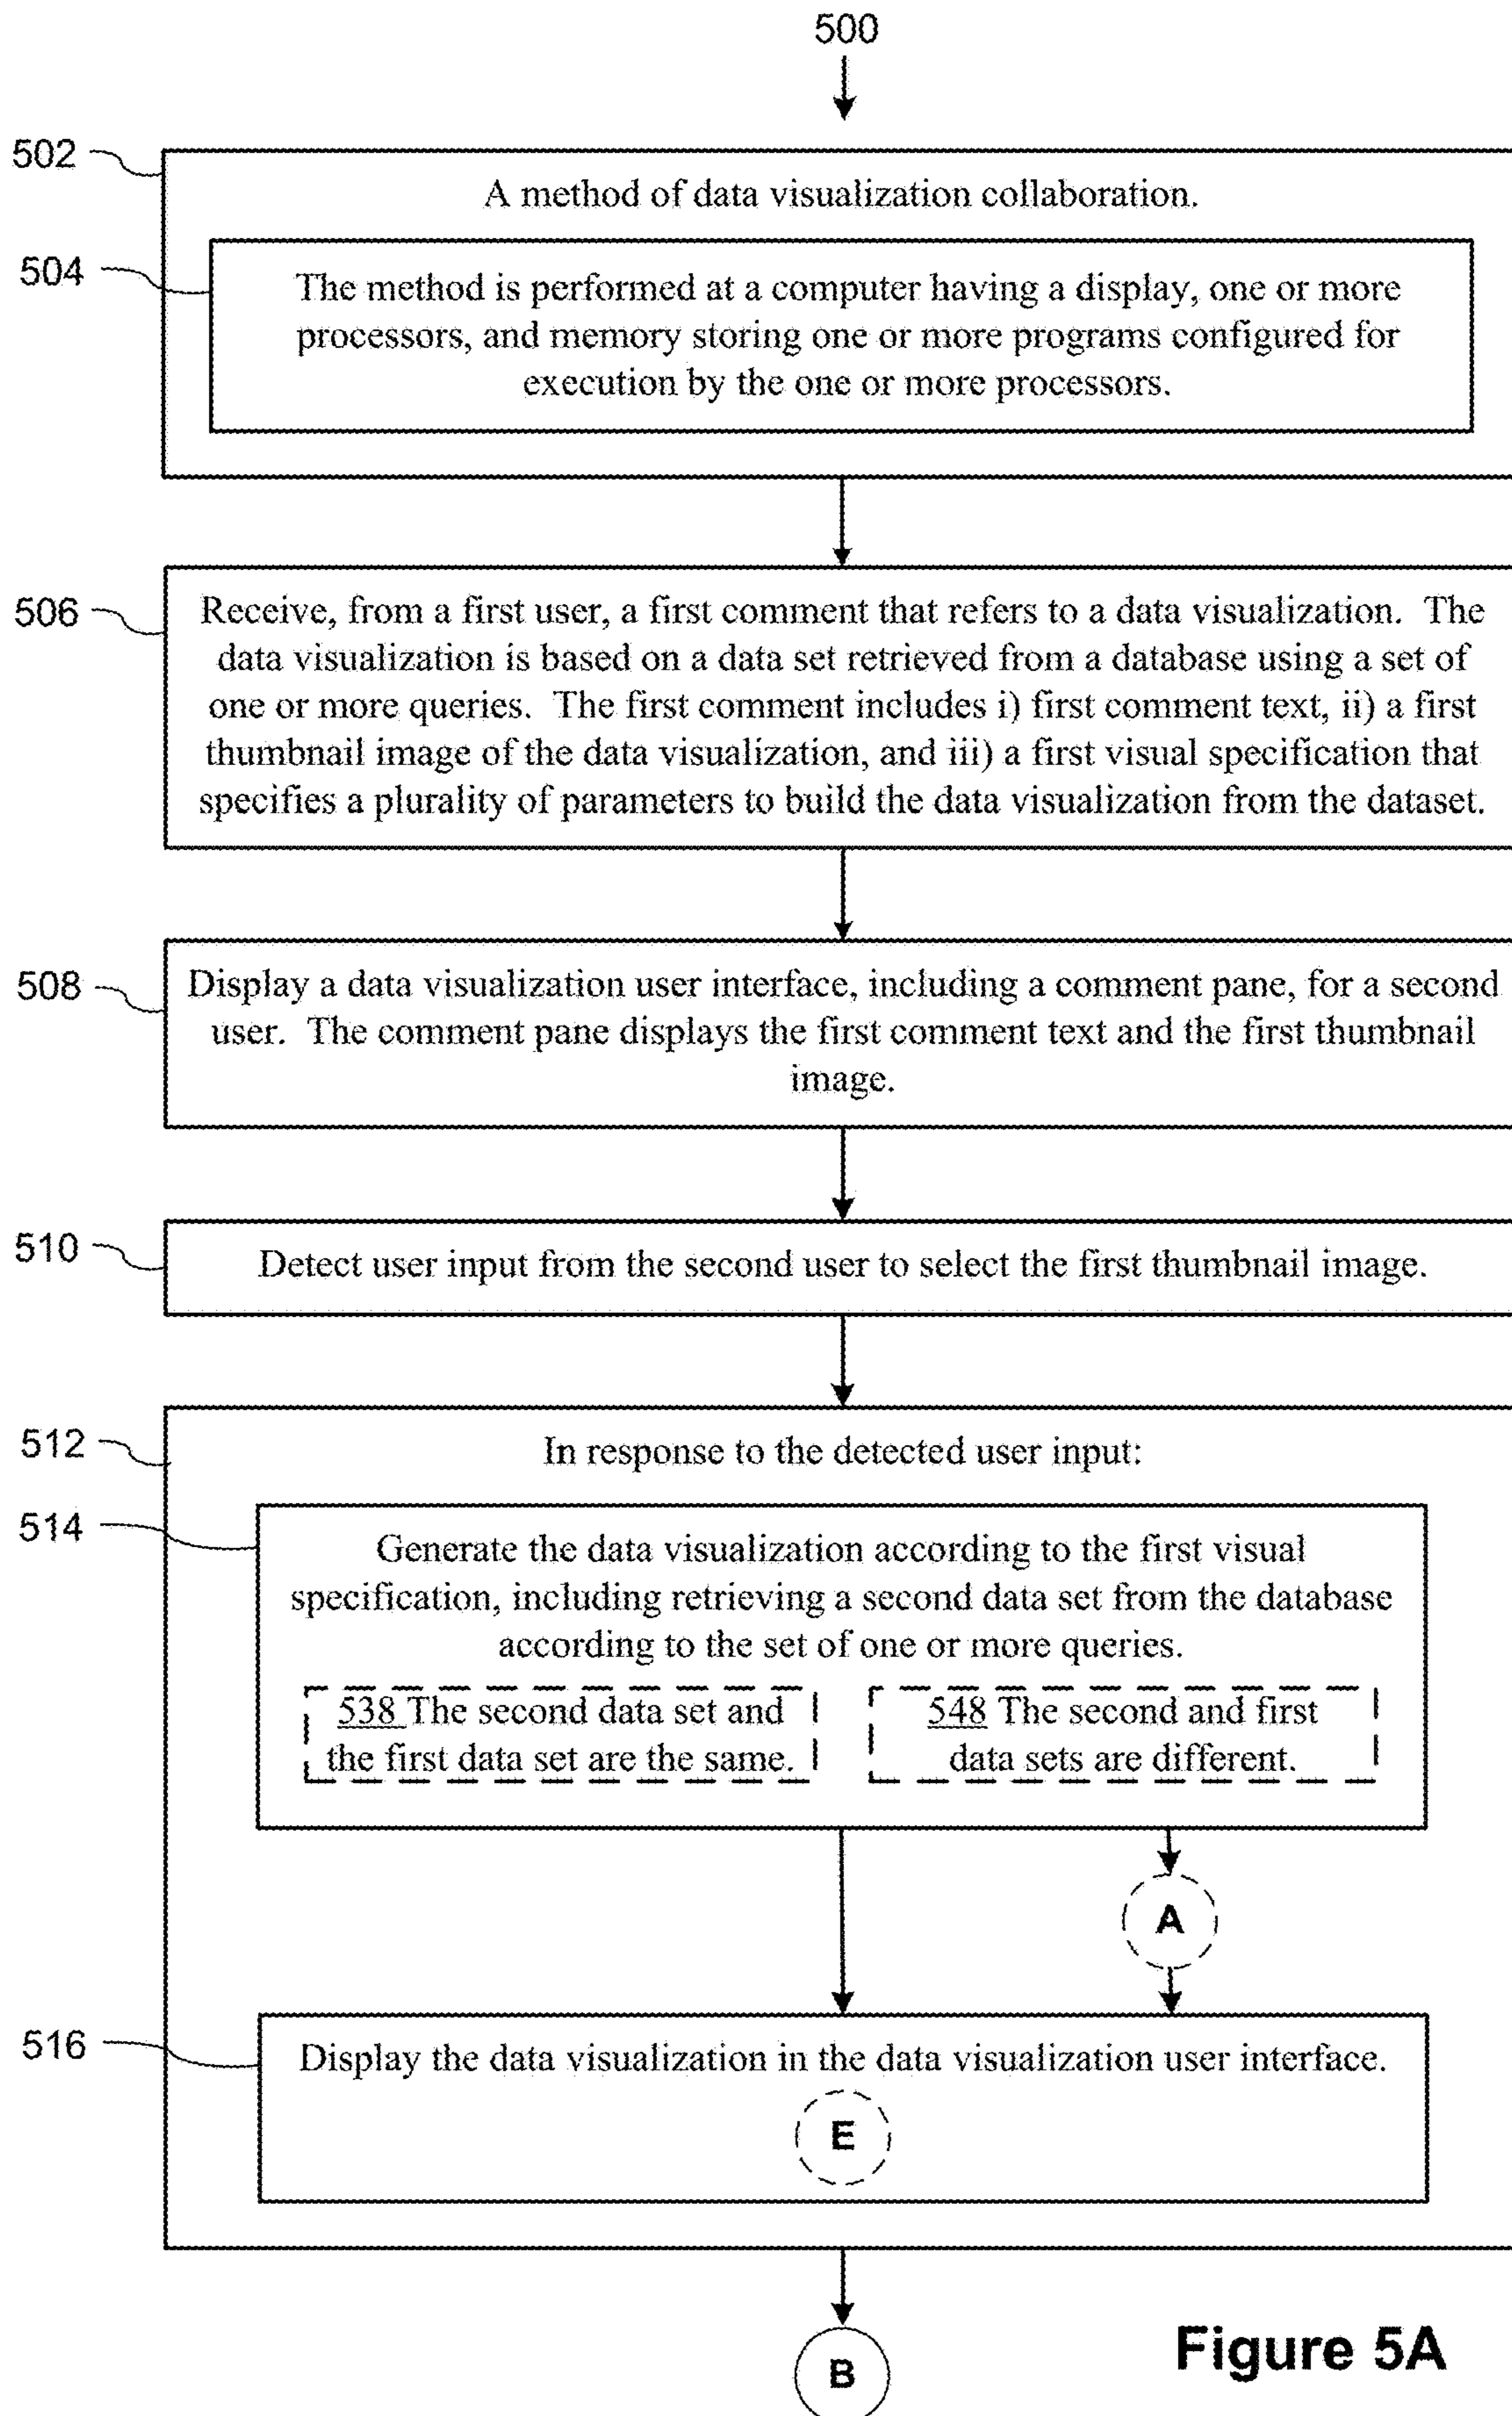 500
502
A method of data visualization collaboration.
504
The method is performed at a computer having a display, one or more
processors, and memory storing one or more programs configured for
execution by the one or more processors.
506
Receive, from a first user, a first comment that refers to a data visualization. The
data visualization is based on a data set retrieved from a database using a set of
one or more queries. The first comment includes i) first comment text, ii) a first
thumbnail image of the data visualization, and iii) a first visual specification that
specifies a plurality of parameters to build the data visualization from the dataset.
508
Display a data visualization user interface, including a comment pane, for a second
user. The comment pane displays the first comment text and the first thumbnail
image.
510
Detect user input from the second user to select the first thumbnail image.
512
In response to the detected user input:
514
Generate the data visualization according to the first visual
specification, including retrieving a second data set from the database
according to the set of one or more queries.
538 The second data set and
the first data set are the same.
548 The second and first
data sets are different.
A
516
Display the data visualization in the data visualization user interface.
E
B
Figure 5A